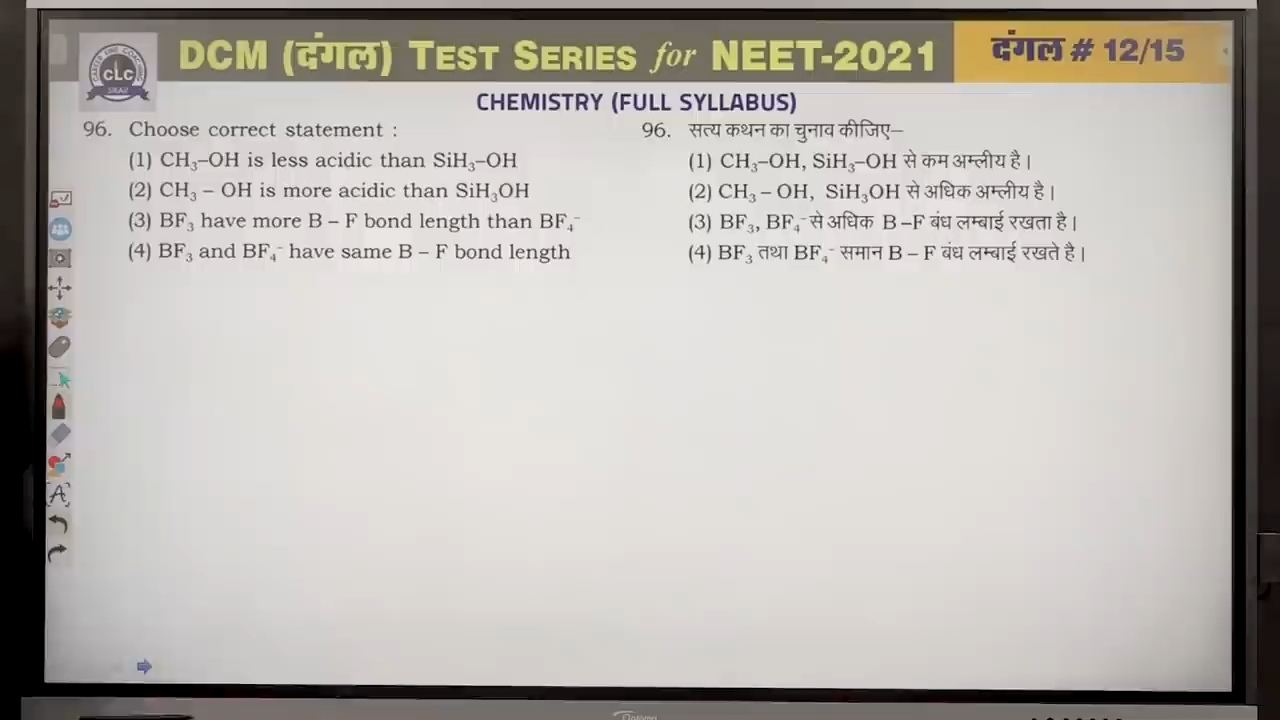 DCM (दंगल) TEST SERIES for NEET-2021
दंगल # 12/15
CLC
SIKAR
CHEMISTRY (FULL SYLLABUS)
96. Choose correct statement :
(1) CH₃–OH is less acidic than SiH₃–OH
(2) CH₃ – OH is more acidic than SiH₃OH
(3) BF₃ have more B – F bond length than BF₄⁻
(4) BF₃ and BF₄⁻ have same B – F bond length
96. सत्य कथन का चुनाव कीजिए–
(1) CH₃–OH, SiH₃–OH से कम अम्लीय है।
(2) CH₃ – OH, SiH₃OH से अधिक अम्लीय है।
(3) BF₃, BF₄⁻ से अधिक B –F बंध लम्बाई रखता है।
(4) BF₃ तथा BF₄⁻ समान B – F बंध लम्बाई रखते है।